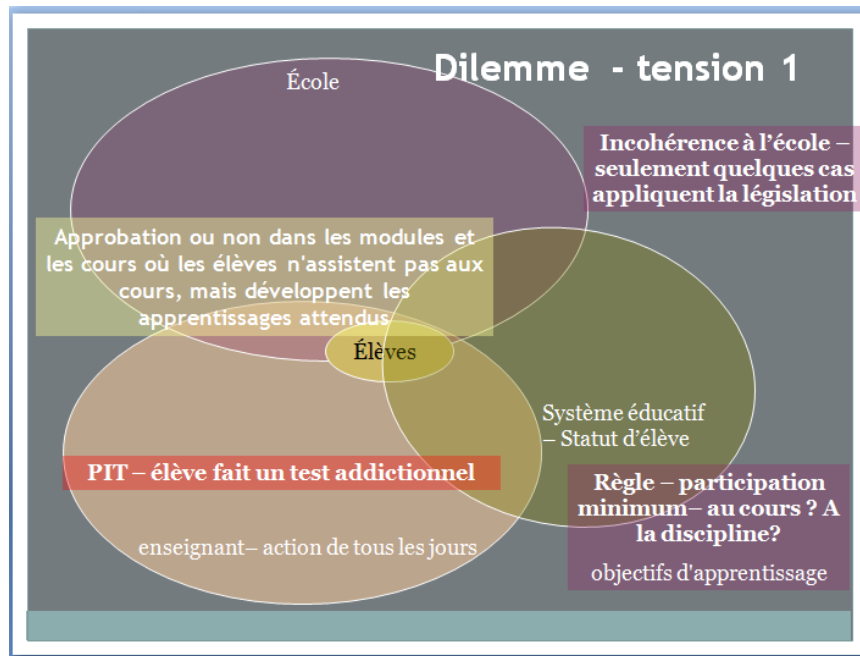 Dilemme - tension 1
École
Incohérence à l'école –
seulement quelques cas
appliquent la législation
Approbation ou non dans les modules et
les cours où les élèves n'assistent pas aux
cours, mais développent les
apprentissages attendus
Élèves
Système éducatif
– Statut d'élève
PIT – élève fait un test addictionnel
Règle – participation
minimum– au cours ? A
la discipline?
objectifs d'apprentissage
enseignant– action de tous les jours